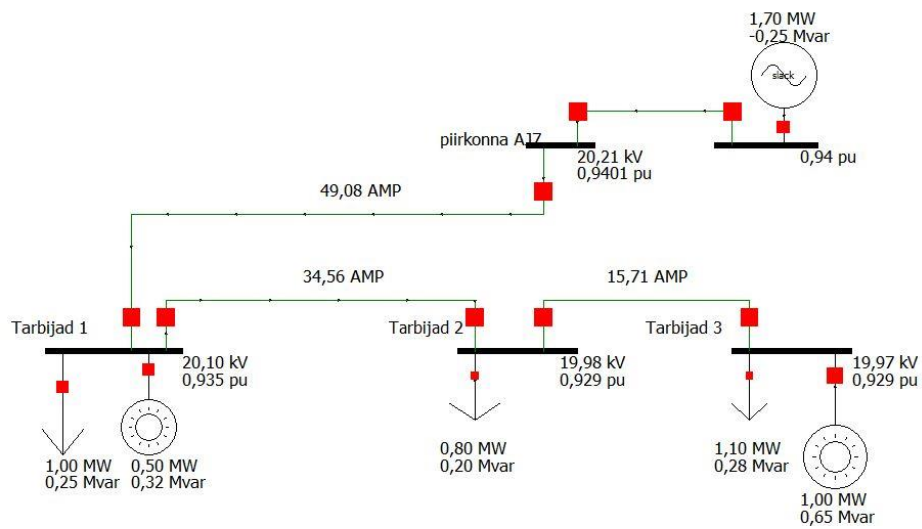 1,70 MW
-0,25 Mvar
slack
piirkonna AJ7
20,21 kV
0,9401 pu
0,94 pu
49,08 AMP
34,56 AMP
15,71 AMP
Tarbijad 1
Tarbijad 2
Tarbijad 3
20,10 kV
0,935 pu
19,98 kV
0,929 pu
19,97 kV
0,929 pu
1,00 MW
0,25 Mvar
0,50 MW
0,32 Mvar
0,80 MW
0,20 Mvar
1,10 MW
0,28 Mvar
1,00 MW
0,65 Mvar